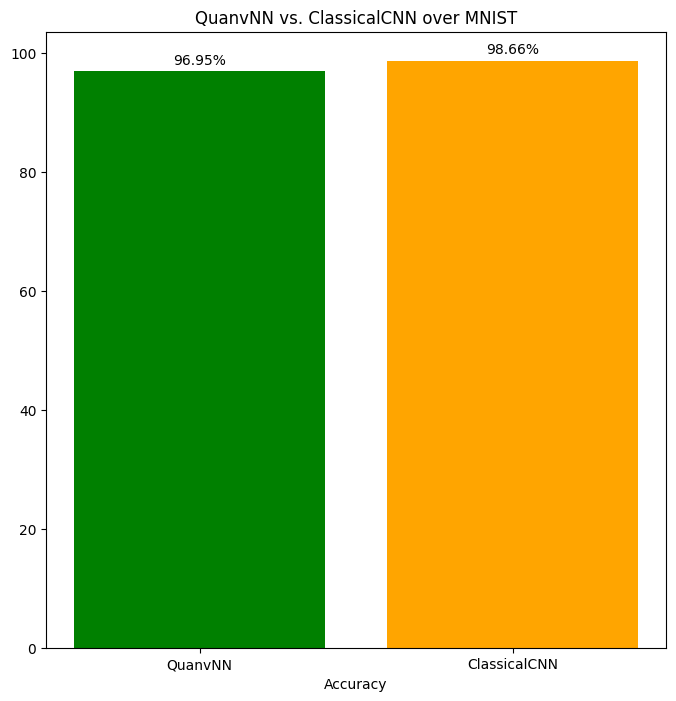 QuanvNN vs. ClassicalCNN over MNIST
100
80
60
40
20
0
96.95%
98.66%
QuanvNN
ClassicalCNN
Accuracy